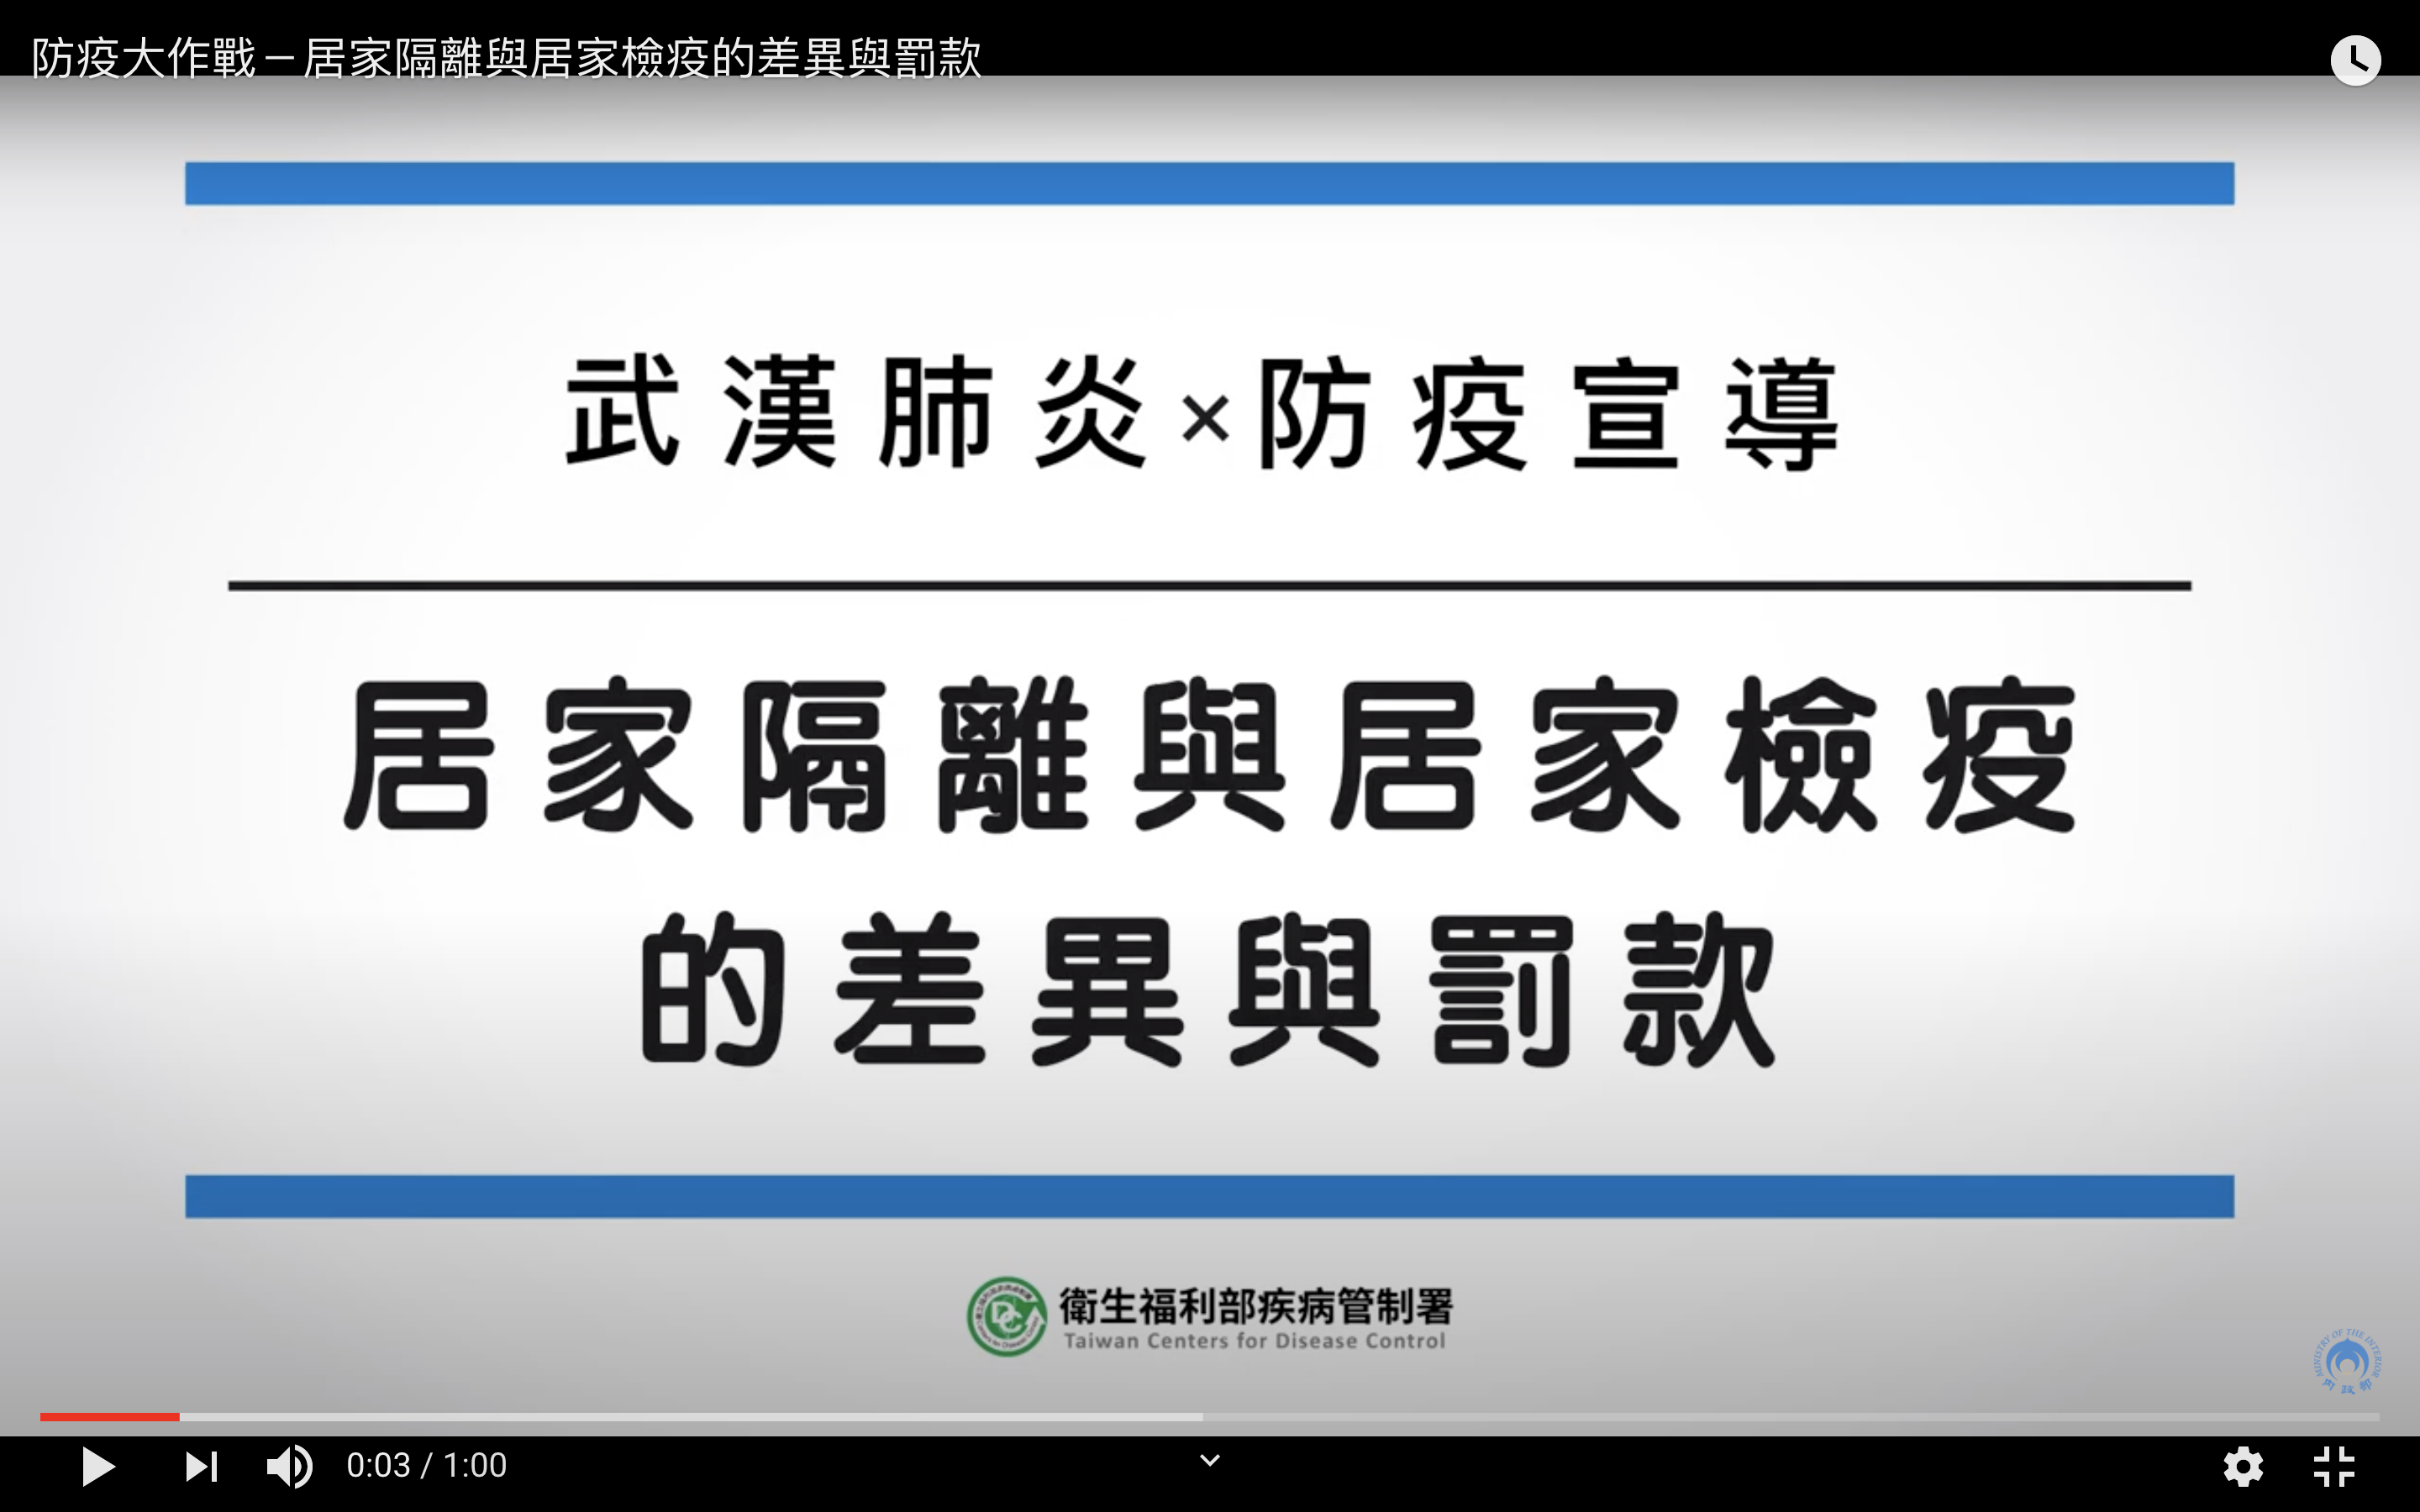 防疫大作戰－居家隔離與居家檢疫的差異與罰款
武漢肺炎×防疫宣導
居家隔離與居家檢疫
的差異與罰款
衛生福利部疾病管制署
Taiwan Centers for Disease Control
MINISTRY OF THE INTERIOR
內政部
0:03 / 1:00